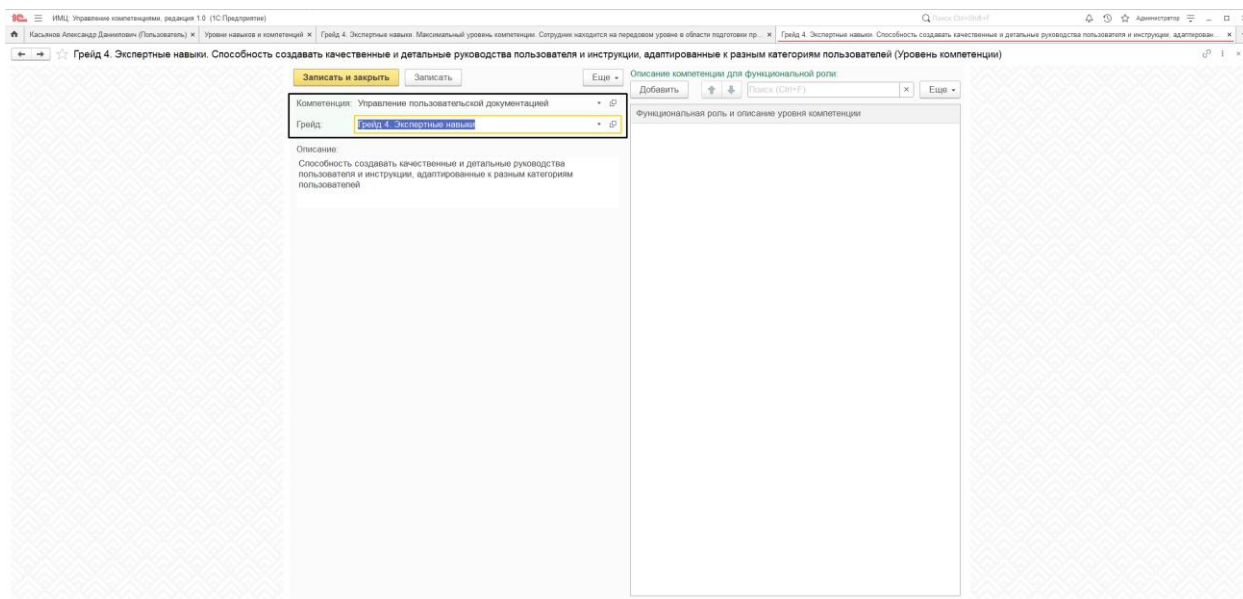 1С ИМЦ: Управление компетенциями, редакция 1.0 (1С:Предприятие) Поиск Ctrl+Shift+F Администратор
Касьянов Александр Данилович (Пользователь) × Уровни навыков и компетенций × Грейд 4. Экспертные навыки. Максимальный уровень компетенции. Сотрудник находится на передовом уровне в области подготовки пр... × Грейд 4. Экспертные навыки. Способность создавать качественные и детальные руководства пользователя и инструкции, адаптирован... ×
Грейд 4. Экспертные навыки. Способность создавать качественные и детальные руководства пользователя и инструкции, адаптированные к разным категориям пользователей (Уровень компетенции)
Записать и закрыть Записать Еще
Компетенция: Управление пользовательской документацией
Грейд: Грейд 4. Экспертные навыки
Описание:
Способность создавать качественные и детальные руководства
пользователя и инструкции, адаптированные к разным категориям
пользователей
Описание компетенции для функциональной роли:
Добавить Поиск (Ctrl+F) × Еще
Функциональная роль и описание уровня компетенции